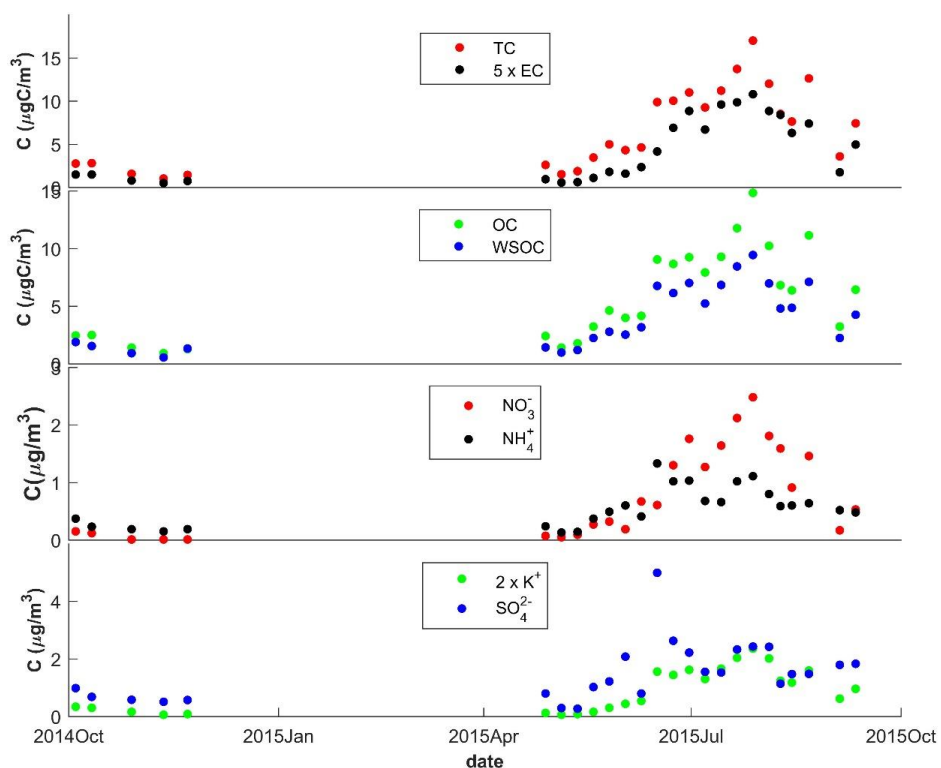 C (μgC/m³)
15
10
5
0
TC
5 x EC
C (μgC/m³)
15
10
5
0
OC
WSOC
C(μg/m³)
3
2
1
0
NO₃⁻
NH₄⁺
C (μg/m³)
4
2
0
2 x K⁺
SO₄²⁻
2014Oct 2015Jan 2015Apr 2015Jul 2015Oct
date